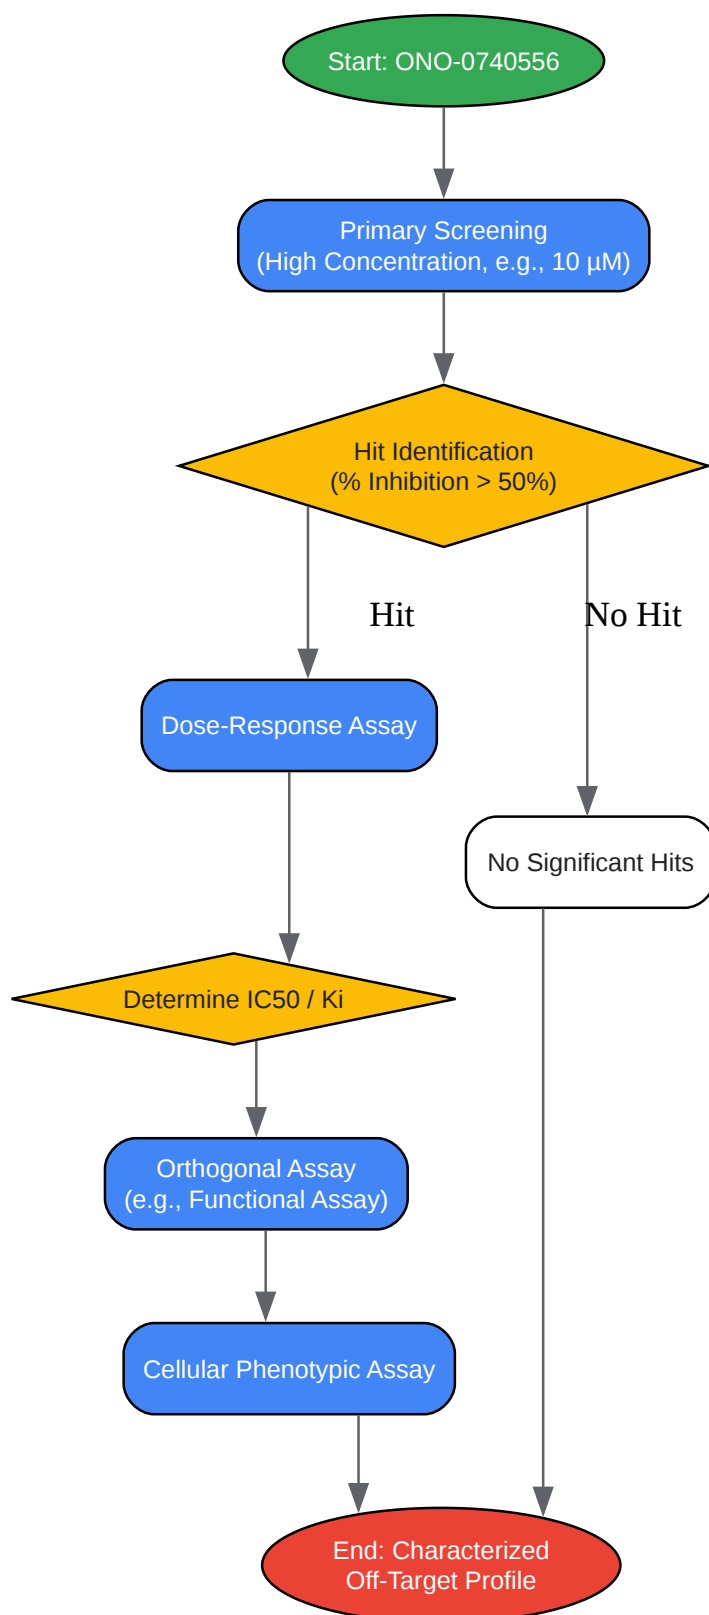 Start: ONO-0740556
Primary Screening
(High Concentration, e.g., 10 µM)
Hit Identification
(% Inhibition > 50%)
Hit
No Hit
Dose-Response Assay
No Significant Hits
Determine IC50 / Ki
Orthogonal Assay
(e.g., Functional Assay)
Cellular Phenotypic Assay
End: Characterized
Off-Target Profile